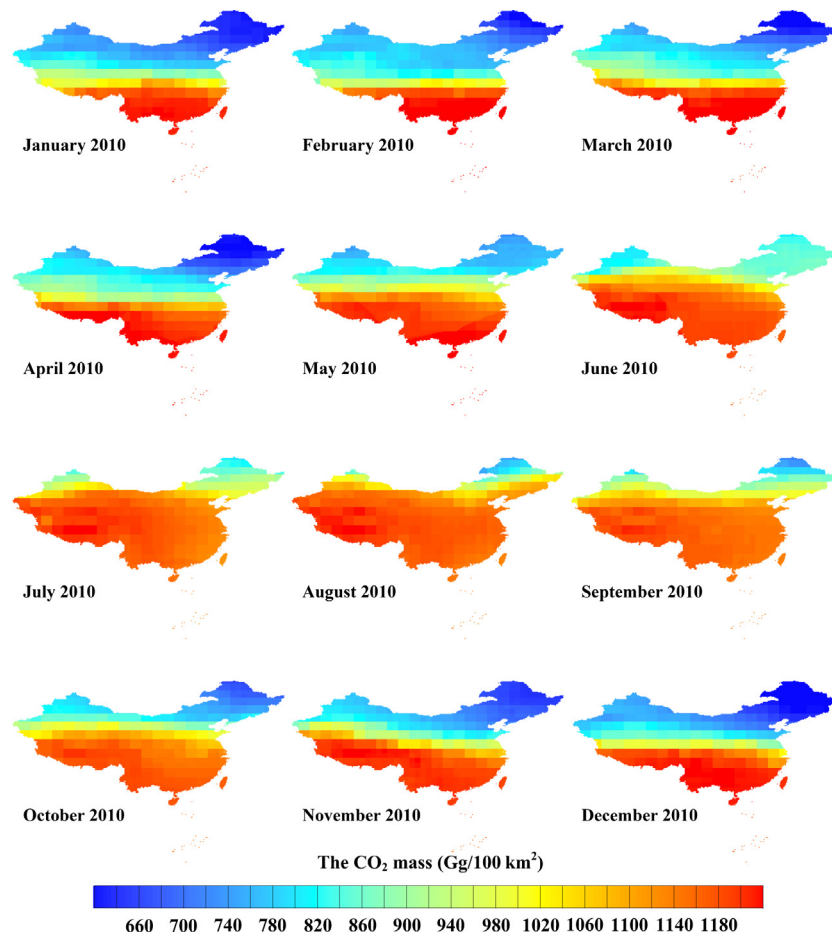 January 2010
February 2010
March 2010
April 2010
May 2010
June 2010
July 2010
August 2010
September 2010
October 2010
November 2010
December 2010
The CO₂ mass (Gg/100 km²)
660 700 740 780 820 860 900 940 980 1020 1060 1100 1140 1180